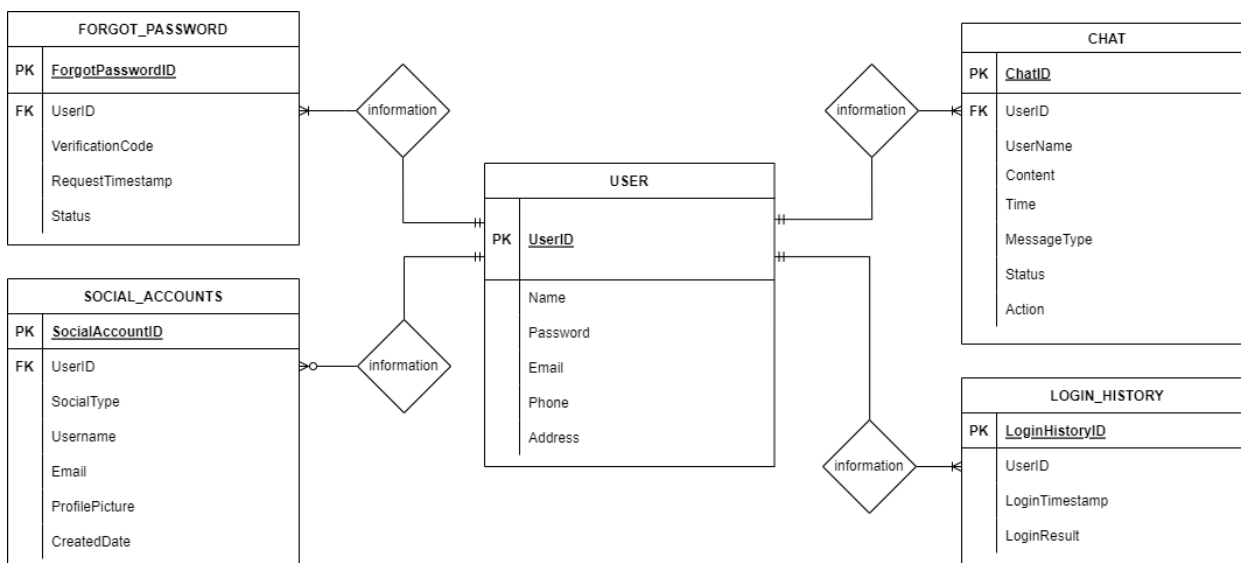 FORGOT_PASSWORD
PK ForgotPasswordID
FK UserID
VerificationCode
RequestTimestamp
Status
information
SOCIAL_ACCOUNTS
PK SocialAccountID
FK UserID
SocialType
Username
Email
ProfilePicture
CreatedDate
information
USER
PK UserID
Name
Password
Email
Phone
Address
information
CHAT
PK ChatID
FK UserID
UserName
Content
Time
MessageType
Status
Action
information
LOGIN_HISTORY
PK LoginHistoryID
UserID
LoginTimestamp
LoginResult